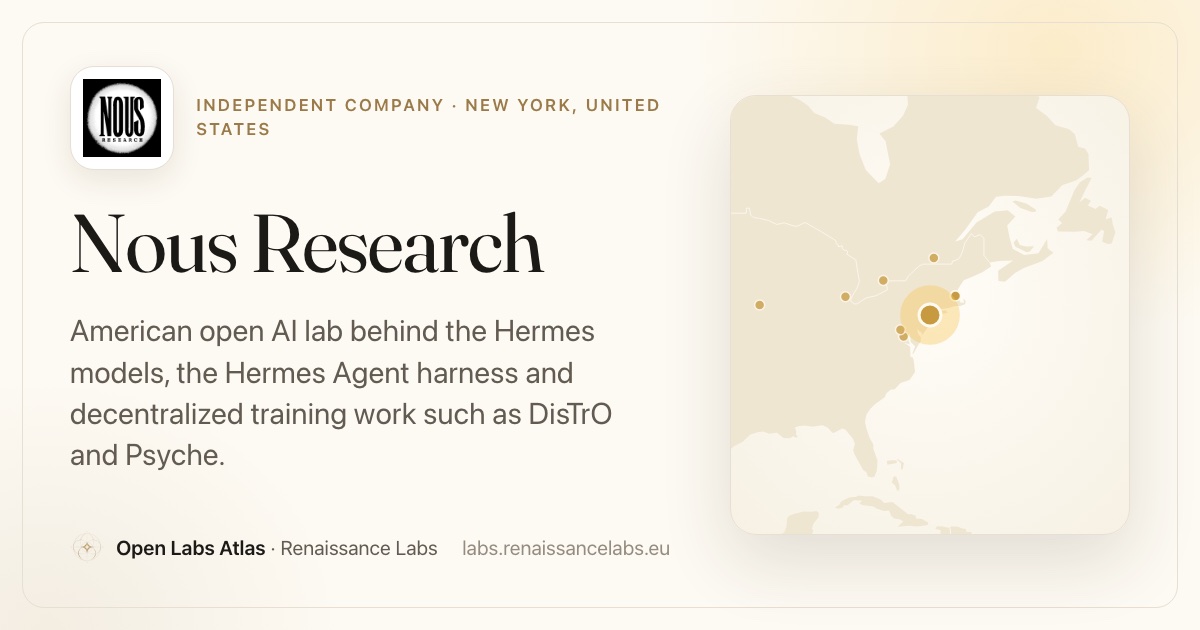 NOUS
RESEARCH
INDEPENDENT COMPANY · NEW YORK, UNITED
STATES
Nous Research
American open AI lab behind the Hermes
models, the Hermes Agent harness and
decentralized training work such as DisTrO
and Psyche.
Open Labs Atlas · Renaissance Labs labs.renaissancelabs.eu